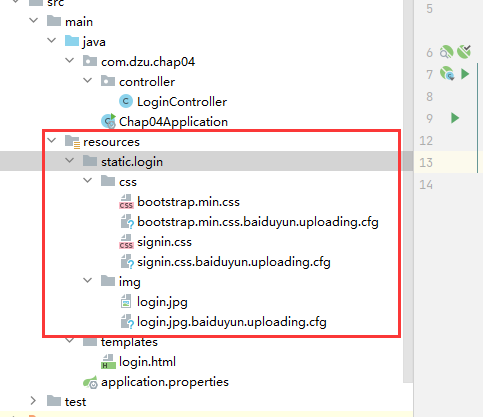 src
main
java
com.dzu.chap04
controller
LoginController
Chap04Application
resources
static.login
css
bootstrap.min.css
bootstrap.min.css.baiduyun.uploading.cfg
signin.css
signin.css.baiduyun.uploading.cfg
img
login.jpg
login.jpg.baiduyun.uploading.cfg
templates
login.html
application.properties
test
5
6
7
8
9
12
13
14